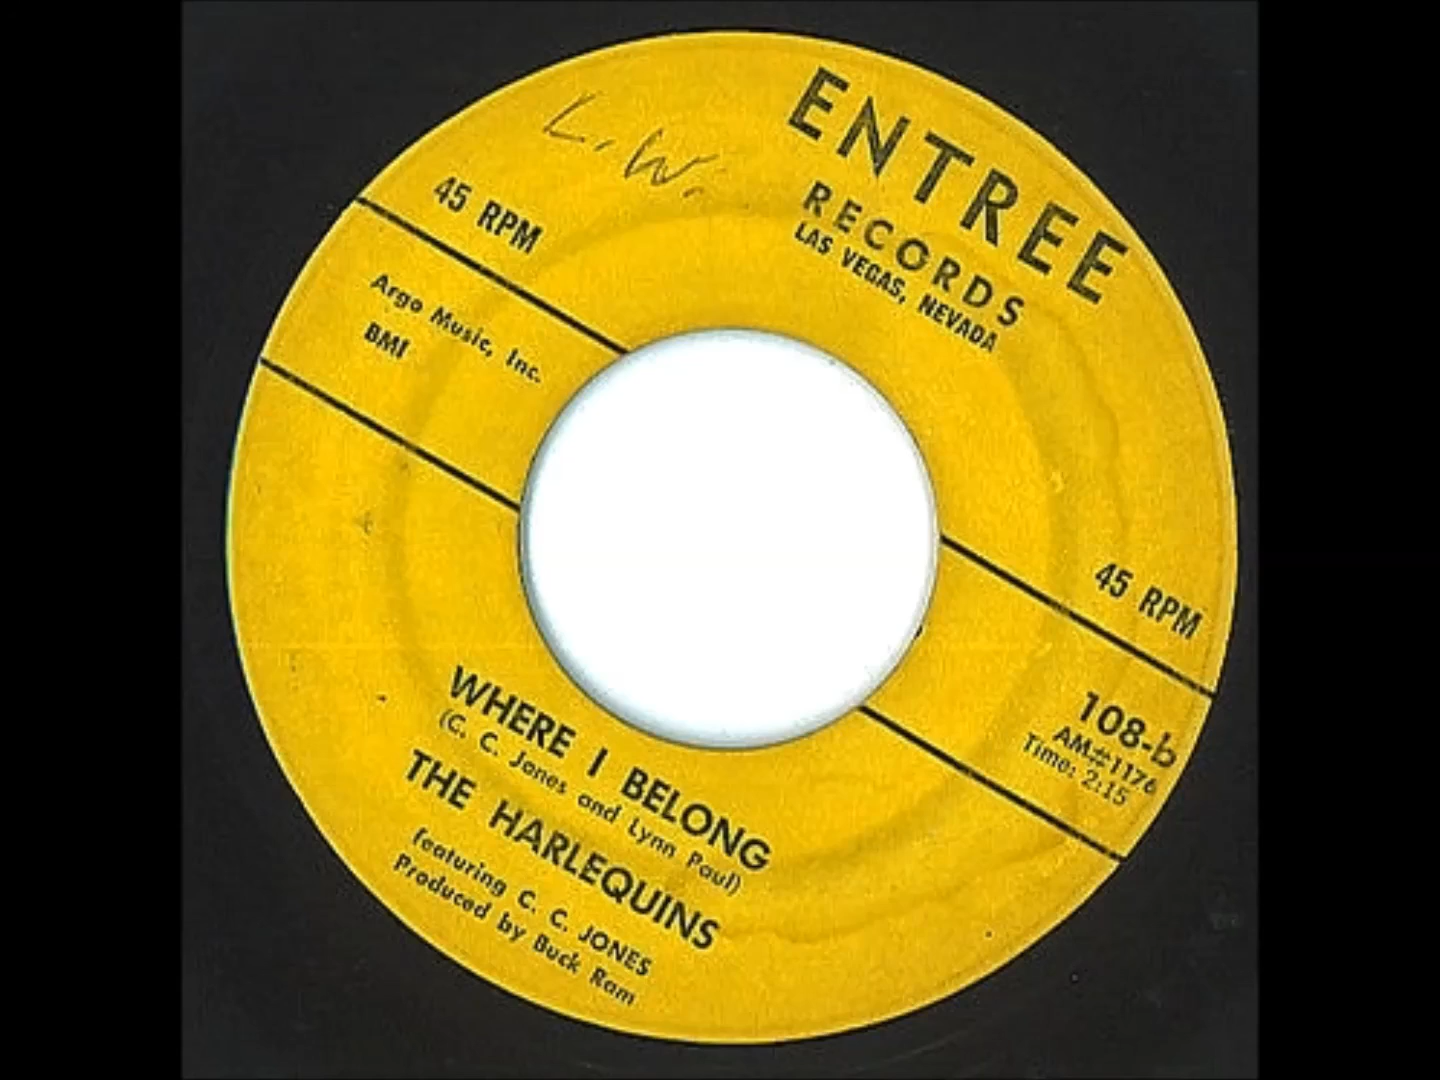 L.W.
ENTREE
RECORDS
LAS VEGAS, NEVADA
45 RPM
Argo Music, Inc.
BMI
45 RPM
108-b
AM#1176
Time: 2:15
WHERE I BELONG
(C. C. Jones and Lynn Paul)
THE HARLEQUINS
featuring C. C. JONES
Produced by Buck Ram